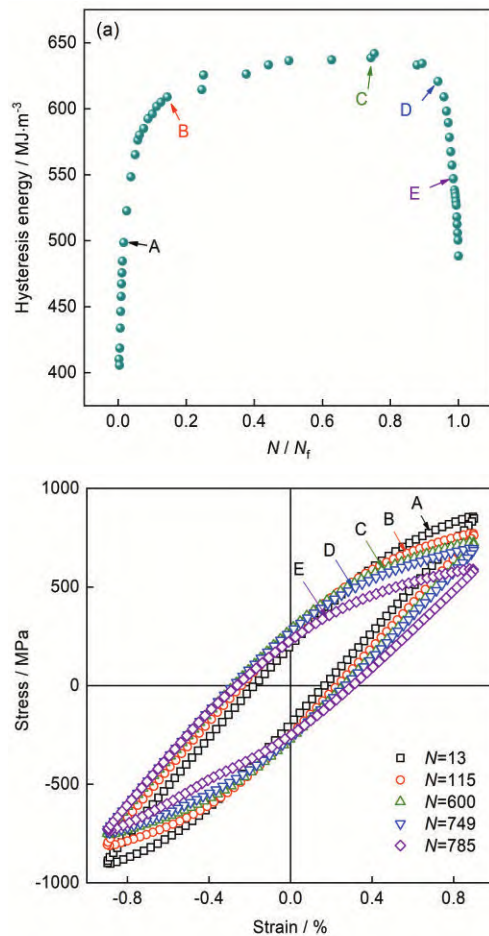 (a)
650
600
550
500
450
400
Hysteresis energy / MJ·m⁻³
A
B
C
D
E
0.0 0.2 0.4 0.6 0.8 1.0
N / Nf
1000
500
0
-500
-1000
Stress / MPa
A
B
C
D
E
N=13
N=115
N=600
N=749
N=785
-0.8 -0.4 0.0 0.4 0.8
Strain / %